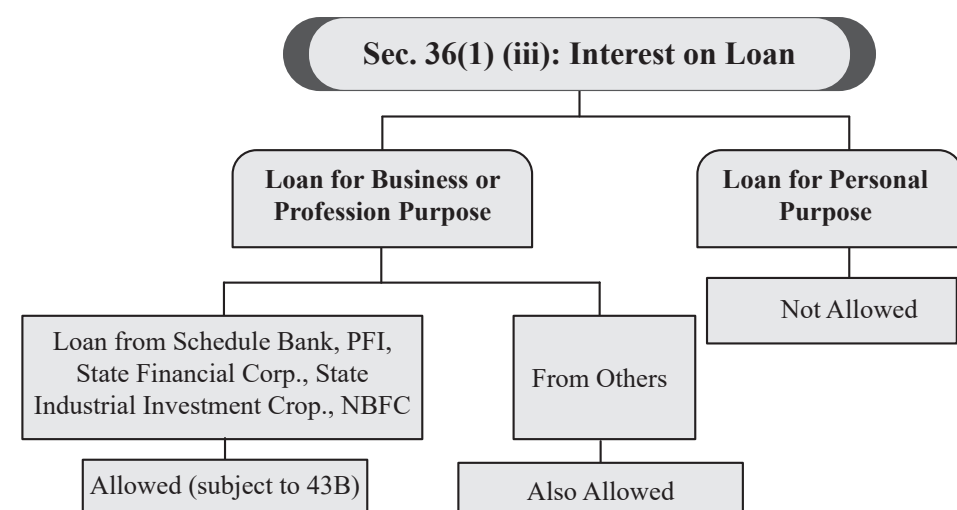 Sec. 36(1) (iii): Interest on Loan
Loan for Business or
Profession Purpose
Loan for Personal
Purpose
Not Allowed
Loan from Schedule Bank, PFI,
State Financial Corp., State
Industrial Investment Crop., NBFC
From Others
Allowed (subject to 43B)
Also Allowed